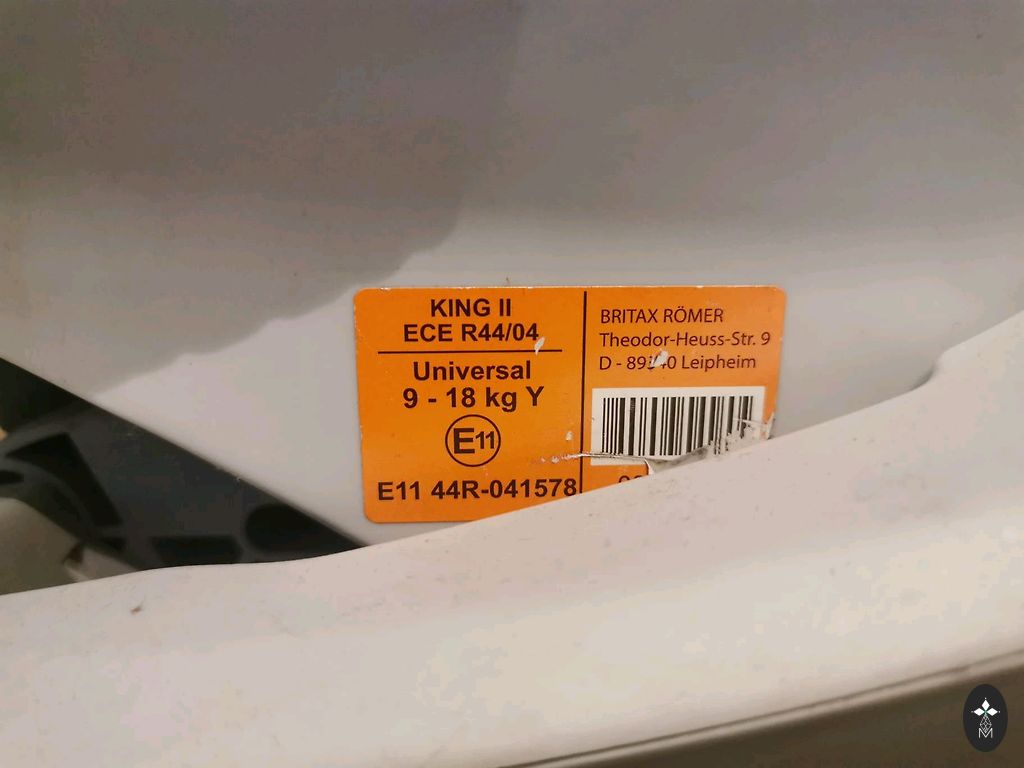 KING II
ECE R44/04
Universal
9 - 18 kg Y
E11
E11 44R-041578
BRITAX RÖMER
Theodor-Heuss-Str. 9
D - Leipheim
M